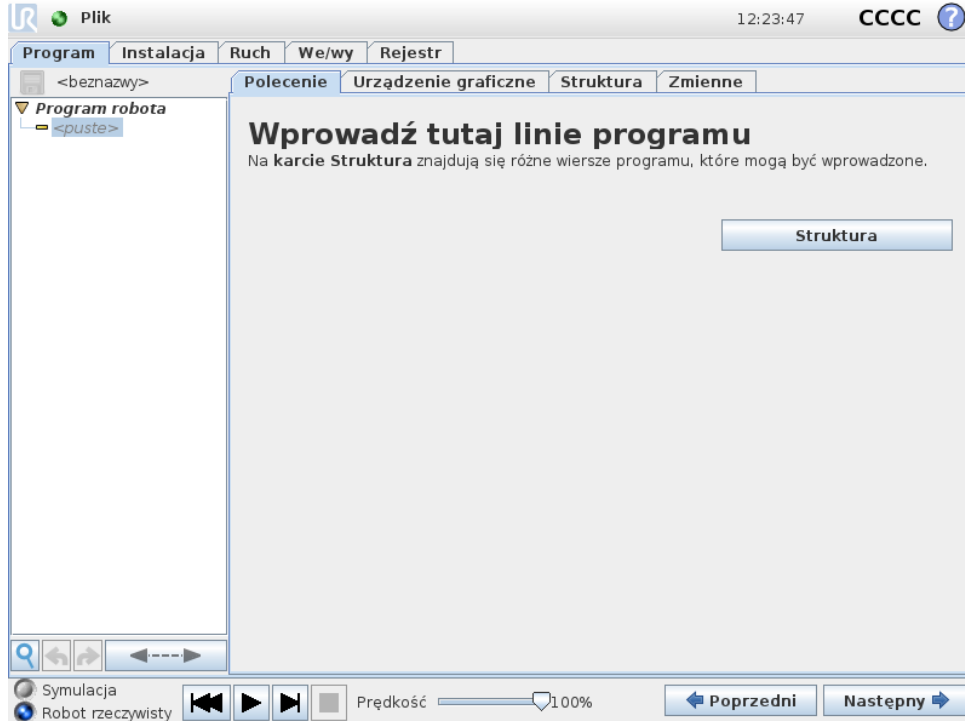 UR Plik 12:23:47 CCCC ?
Program Instalacja Ruch We/wy Rejestr
<beznazwy>
Polecenie Urządzenie graficzne Struktura Zmienne
Program robota
<puste>
Wprowadź tutaj linie programu
Na karcie Struktura znajdują się różne wiersze programu, które mogą być wprowadzone.
Struktura
Symulacja
Robot rzeczywisty
Prędkość 100%
Poprzedni Następny